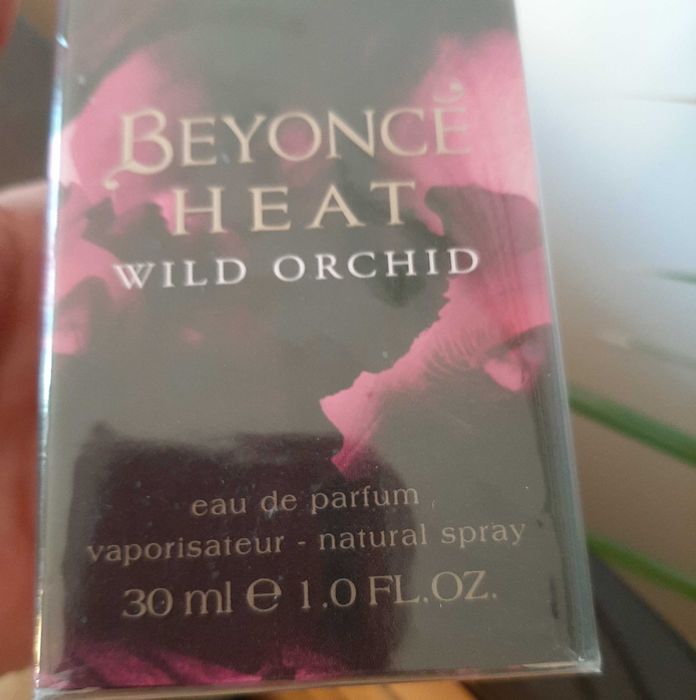 BEYONCÉ
HEAT
WILD ORCHID
eau de parfum
vaporisateur - natural spray
30 ml ℮ 1.0 FL.OZ.